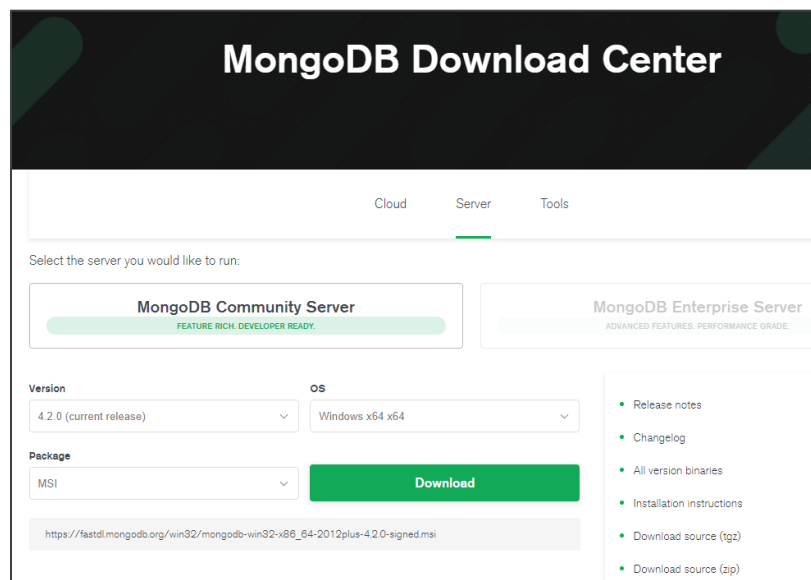 MongoDB Download Center
Cloud Server Tools
Select the server you would like to run:
MongoDB Community Server
FEATURE RICH. DEVELOPER READY.
MongoDB Enterprise Server
ADVANCED FEATURES. PERFORMANCE GRADE.
Version
4.2.0 (current release)
OS
Windows x64 x64
Package
MSI
Download
https://fastdl.mongodb.org/win32/mongodb-win32-x86_64-2012plus-4.2.0-signed.msi
Release notes
Changelog
All version binaries
Installation instructions
Download source (tgz)
Download source (zip)